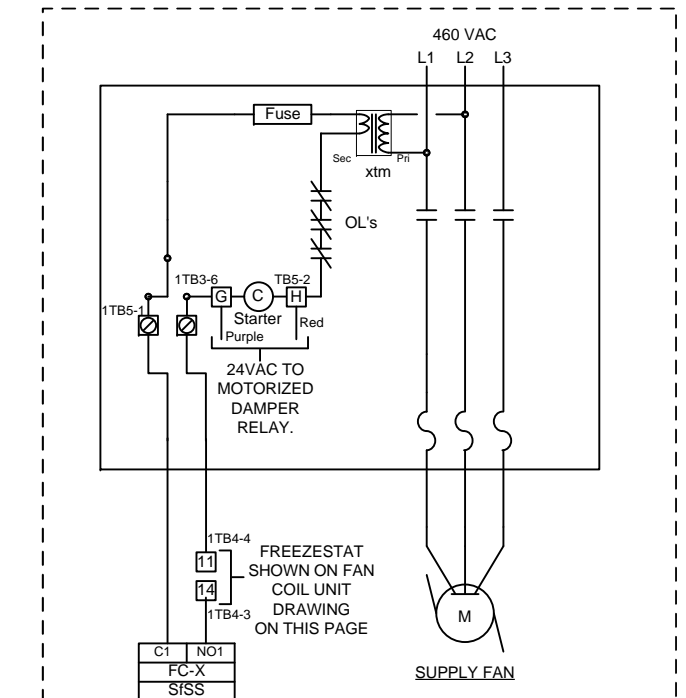 460 VAC
L1 L2 L3
Fuse
Sec
Pri
xtm
OL's
1TB3-6
TB5-2
1TB5-1
G
C
H
Starter
Purple
Red
24VAC TO
MOTORIZED
DAMPER
RELAY.
1TB4-4
11
14
1TB4-3
FREEZESTAT
SHOWN ON FAN
COIL UNIT
DRAWING
ON THIS PAGE
M
SUPPLY FAN
C1 NO1
FC-X
SfSS